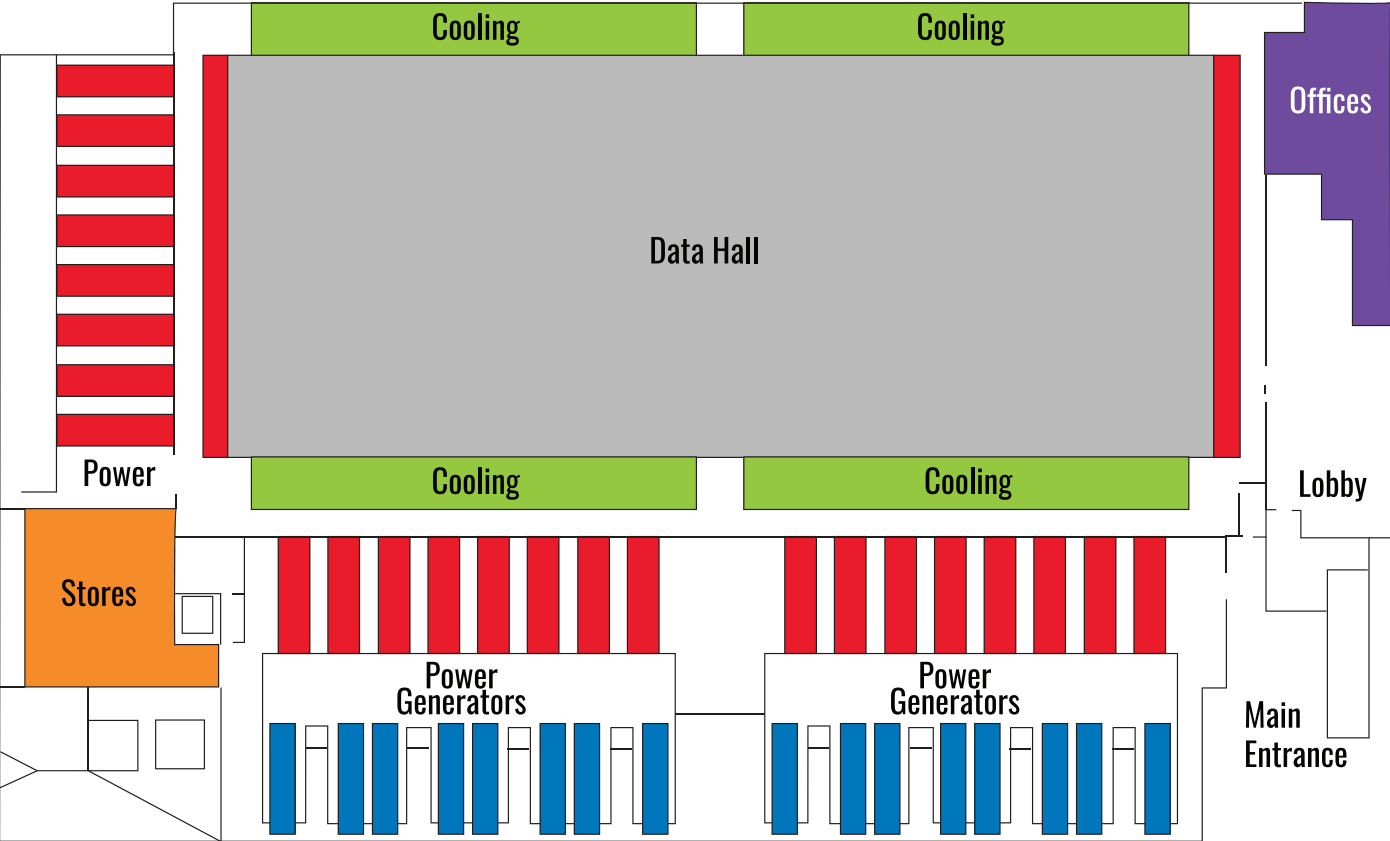 Cooling
Cooling
Offices
Data Hall
Power
Cooling
Cooling
Lobby
Stores
Power
Generators
Power
Generators
Main
Entrance